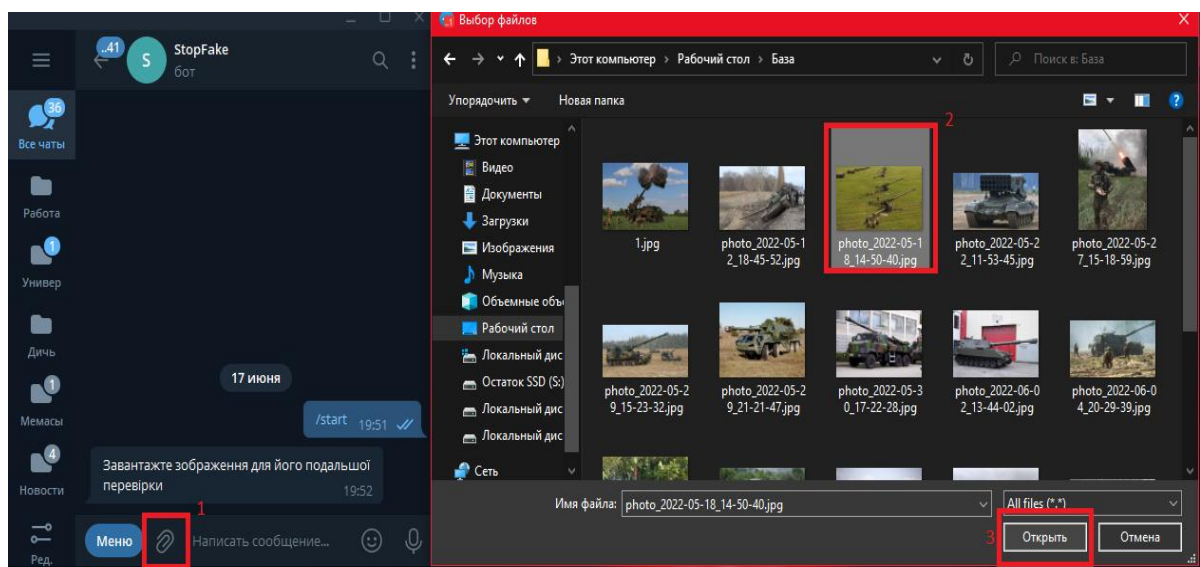 ..41
S
StopFake
бот
36
Все чаты
Работа
1
Универ
Дичь
1
Мемасы
4
Новости
Ред.
17 июня
/start 19:51
Завантажте зображення для його подальшої
перевірки
19:52
1
Меню
Написать сообщение...
Выбор файлов
Этот компьютер › Рабочий стол › База
Поиск в: База
Упорядочить
Новая папка
Этот компьютер
Видео
Документы
Загрузки
Изображения
Музыка
Объемные объ
Рабочий стол
Локальный дис
Остаток SSD (S:)
Локальный дис
Локальный дис
Сеть
2
1.jpg
photo_2022-05-1
2_18-45-52.jpg
photo_2022-05-1
8_14-50-40.jpg
photo_2022-05-2
2_11-53-45.jpg
photo_2022-05-2
7_15-18-59.jpg
photo_2022-05-2
9_15-23-32.jpg
photo_2022-05-2
9_21-21-47.jpg
photo_2022-05-3
0_17-22-28.jpg
photo_2022-06-0
2_13-44-02.jpg
photo_2022-06-0
4_20-29-39.jpg
Имя файла:
photo_2022-05-18_14-50-40.jpg
All files (*.*)
3
Открыть
Отмена